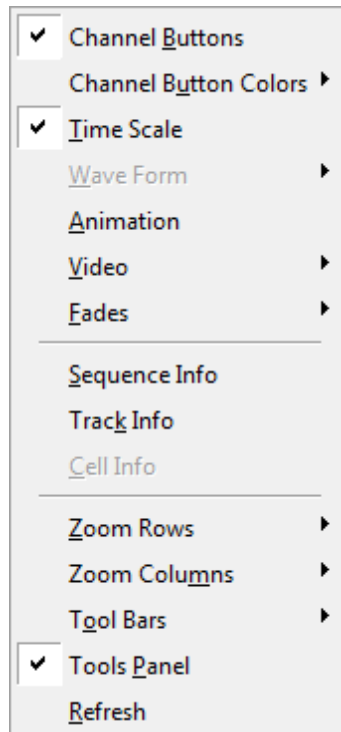 Channel Buttons
Channel Button Colors
Time Scale
Wave Form
Animation
Video
Fades
Sequence Info
Track Info
Cell Info
Zoom Rows
Zoom Columns
Tool Bars
Tools Panel
Refresh